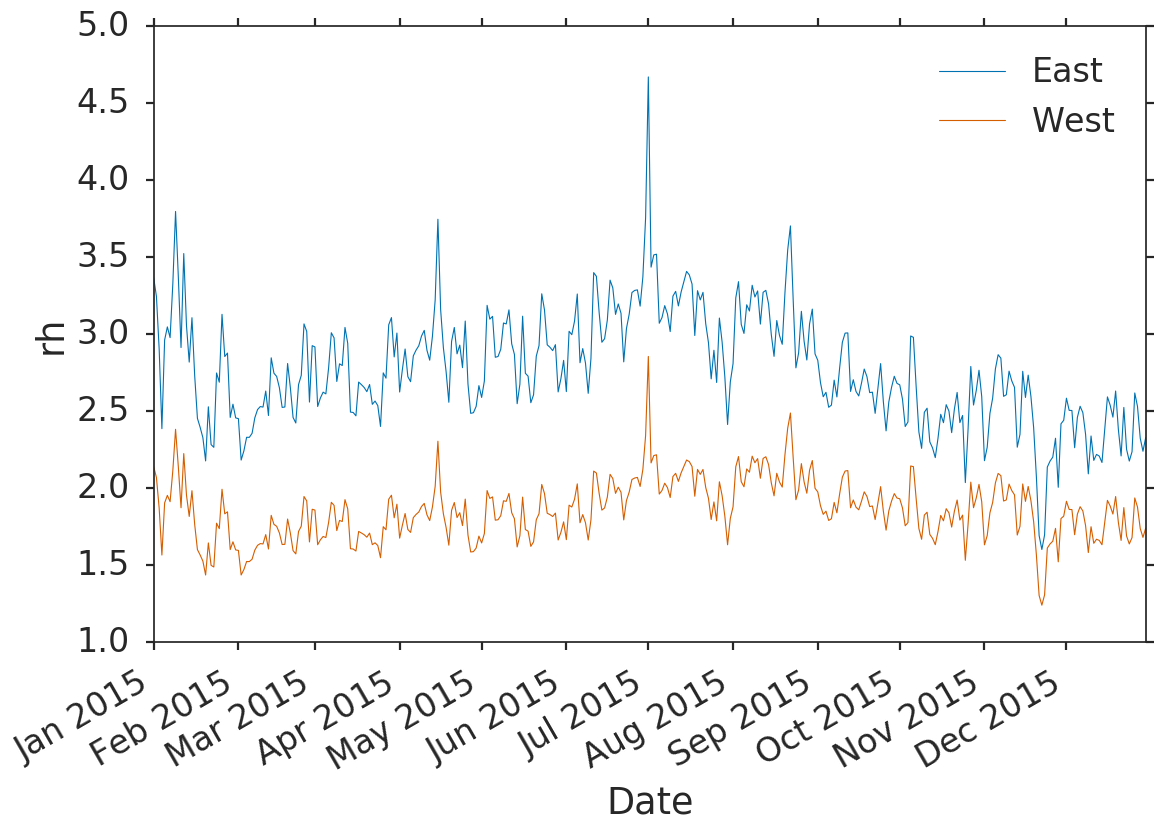 5.0
4.5
4.0
3.5
3.0
2.5
2.0
1.5
1.0
rh
East
West
Jan 2015
Feb 2015
Mar 2015
Apr 2015
May 2015
Jun 2015
Jul 2015
Aug 2015
Sep 2015
Oct 2015
Nov 2015
Dec 2015
Date